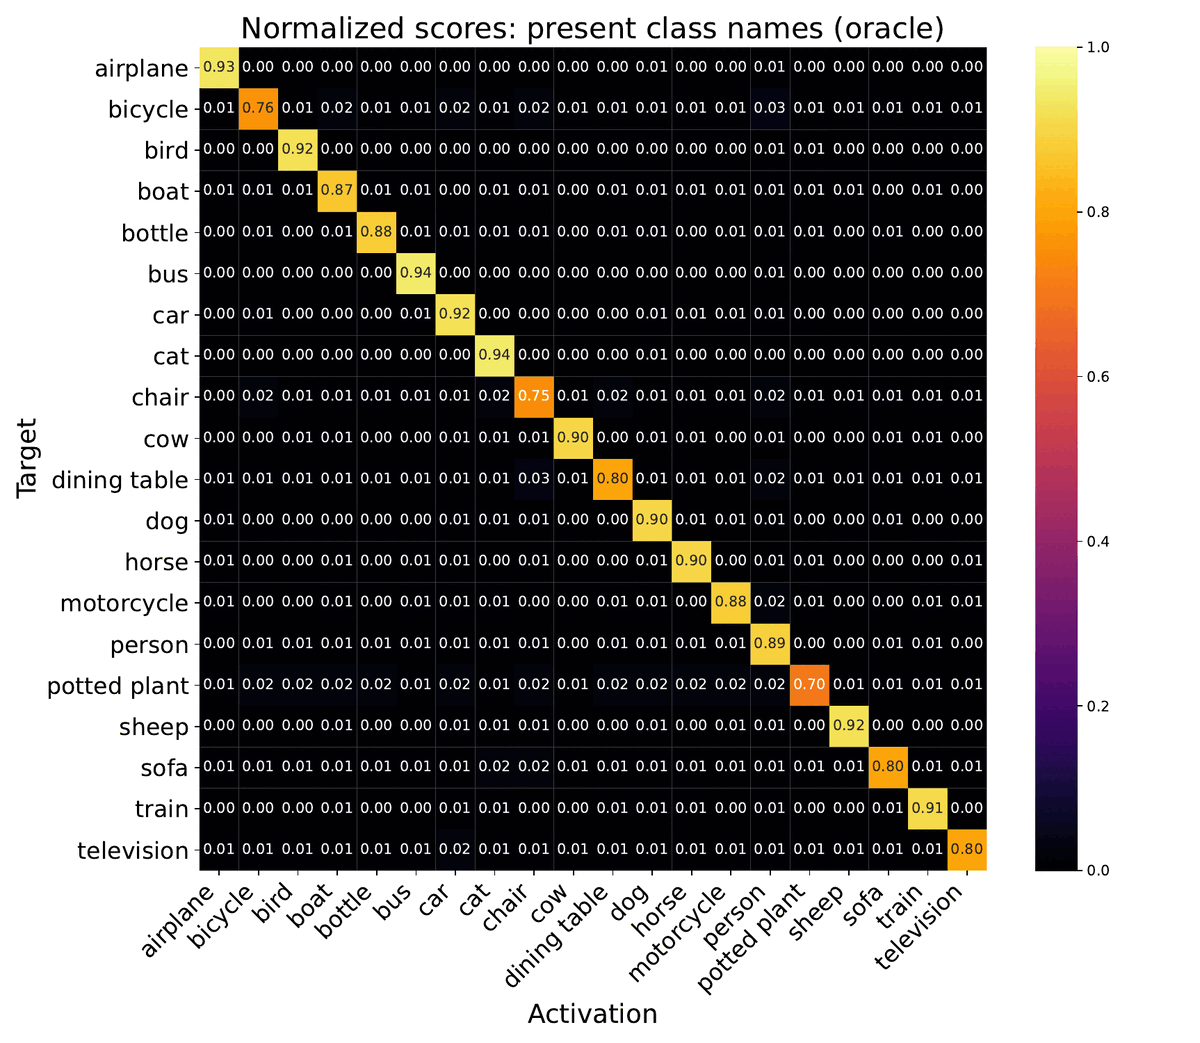 Normalized scores: present class names (oracle)
airplane 0.93 0.00 0.00 0.00 0.00 0.00 0.00 0.00 0.00 0.00 0.00 0.01 0.00 0.00 0.01 0.00 0.00 0.00 0.00 0.00
bicycle 0.01 0.76 0.01 0.02 0.01 0.01 0.02 0.01 0.02 0.01 0.01 0.01 0.01 0.01 0.03 0.01 0.01 0.01 0.01 0.01
bird 0.00 0.00 0.92 0.00 0.00 0.00 0.00 0.00 0.00 0.00 0.00 0.00 0.00 0.00 0.01 0.01 0.00 0.00 0.00 0.00
boat 0.01 0.01 0.01 0.87 0.01 0.01 0.00 0.01 0.01 0.00 0.01 0.01 0.01 0.01 0.01 0.01 0.01 0.00 0.01 0.00
bottle 0.00 0.01 0.00 0.01 0.88 0.01 0.01 0.01 0.01 0.00 0.01 0.01 0.00 0.01 0.01 0.01 0.00 0.00 0.00 0.00
bus 0.00 0.00 0.00 0.00 0.00 0.94 0.00 0.00 0.00 0.00 0.00 0.00 0.00 0.00 0.01 0.00 0.00 0.00 0.00 0.00
car 0.00 0.01 0.00 0.00 0.00 0.01 0.92 0.00 0.00 0.00 0.00 0.01 0.01 0.01 0.01 0.00 0.00 0.00 0.00 0.00
cat 0.00 0.00 0.00 0.00 0.00 0.00 0.00 0.94 0.00 0.00 0.00 0.01 0.00 0.00 0.00 0.00 0.00 0.00 0.00 0.00
chair 0.00 0.02 0.01 0.01 0.01 0.01 0.01 0.02 0.75 0.01 0.02 0.01 0.01 0.01 0.02 0.01 0.01 0.01 0.01 0.01
cow 0.00 0.00 0.01 0.01 0.00 0.00 0.01 0.01 0.01 0.90 0.00 0.01 0.01 0.00 0.01 0.00 0.01 0.01 0.01 0.00
dining table 0.01 0.01 0.01 0.01 0.01 0.01 0.01 0.01 0.03 0.01 0.80 0.01 0.01 0.01 0.02 0.01 0.01 0.01 0.01 0.01
dog 0.01 0.00 0.00 0.00 0.00 0.00 0.01 0.01 0.01 0.00 0.00 0.90 0.01 0.01 0.01 0.00 0.00 0.01 0.00 0.00
horse 0.01 0.00 0.00 0.01 0.00 0.01 0.01 0.01 0.00 0.00 0.00 0.01 0.90 0.00 0.01 0.01 0.00 0.00 0.00 0.01
motorcycle 0.01 0.00 0.00 0.01 0.00 0.01 0.01 0.01 0.01 0.00 0.00 0.01 0.00 0.88 0.02 0.01 0.00 0.00 0.01 0.01
person 0.00 0.01 0.01 0.01 0.01 0.00 0.01 0.01 0.01 0.00 0.01 0.01 0.01 0.01 0.89 0.00 0.00 0.01 0.00 0.01
potted plant 0.01 0.02 0.02 0.02 0.02 0.01 0.02 0.01 0.02 0.01 0.02 0.02 0.02 0.02 0.02 0.70 0.01 0.01 0.01 0.01
sheep 0.00 0.00 0.00 0.01 0.00 0.00 0.01 0.01 0.01 0.00 0.00 0.01 0.00 0.01 0.01 0.00 0.92 0.00 0.00 0.00
sofa 0.01 0.01 0.01 0.01 0.01 0.01 0.01 0.02 0.02 0.01 0.01 0.01 0.01 0.01 0.01 0.01 0.01 0.80 0.01 0.01
train 0.00 0.00 0.00 0.01 0.00 0.00 0.01 0.01 0.00 0.00 0.01 0.01 0.01 0.01 0.01 0.00 0.00 0.01 0.91 0.00
television 0.01 0.01 0.01 0.01 0.01 0.01 0.02 0.01 0.01 0.01 0.01 0.01 0.01 0.01 0.01 0.01 0.01 0.01 0.01 0.80
Target
airplane bicycle bird boat bottle bus car cat chair cow dining table dog horse motorcycle person potted plant sheep sofa train television
Activation
1.0
0.8
0.6
0.4
0.2
0.0